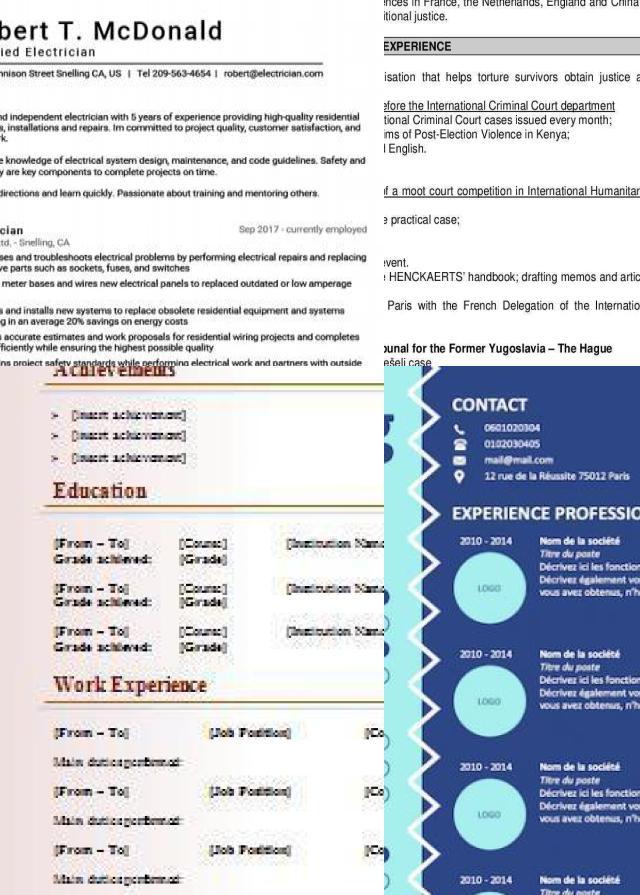 bert T. McDonald
ied Electrician
nnison Street Snelling CA, US | Tel 209-563-4654 | robert@electrician.com
nd independent electrician with 5 years of experience providing high-quality residential
s, installations and repairs. Im committed to project quality, customer satisfaction, and
rk.
e knowledge of electrical system design, maintenance, and code guidelines. Safety and
y are key components to complete projects on time.
directions and learn quickly. Passionate about training and mentoring others.
cian
Sep 2017 - currently employed
td. - Snelling, CA
ses and troubleshoots electrical problems by performing electrical repairs and replacing
ve parts such as sockets, fuses, and switches
meter bases and wires new electrical panels to replaced outdated or low amperage
s and installs new systems to replace obsolete residential equipment and systems
g in an average 20% savings on energy costs
s accurate estimates and work proposals for residential wiring projects and completes
fficiently while ensuring the highest possible quality
ins project safety standards while performing electrical work and partners with outside
ences in France, the Netherlands, England and China
itional justice.
EXPERIENCE
isation that helps torture survivors obtain justice a
efore the International Criminal Court department
tional Criminal Court cases issued every month;
ms of Post-Election Violence in Kenya;
l English.
of a moot court competition in International Humanitar
e practical case;
event.
e HENCKAERTS' handbook; drafting memos and artic
Paris with the French Delegation of the Internatio
bunal for the Former Yugoslavia – The Hague
ešelj case
Achievements
➢ [Insert achievement]
➢ [Insert achievement]
➢ [Insert achievement]
Education
[From – To] [Course] [Institution Name
Grade achieved: [Grade]
[From – To] [Course] [Institution Name
Grade achieved: [Grade]
[From – To] [Course] [Institution Name
Grade achieved: [Grade]
Work Experience
[From – To] [Job Position] [Co
Main duties performed:
[From – To] [Job Position] [Co
Main duties performed:
[From – To] [Job Position] [Co
Main duties performed:
g
CONTACT
0601020304
0102030405
mail@mail.com
12 rue de la Réussite 75012 Paris
EXPERIENCE PROFESSIO
2010 - 2014 Nom de la société
Titre du poste
LOGO
Décrivez ici les fonction
Décrivez également vo
vous avez obtenus, n'h
2010 - 2014 Nom de la société
Titre du poste
LOGO
Décrivez ici les fonction
Décrivez également vo
vous avez obtenus, n'h
2010 - 2014 Nom de la société
Titre du poste
LOGO
Décrivez ici les fonction
Décrivez également vo
vous avez obtenus, n'h
2010 - 2014 Nom de la société
Titre du poste